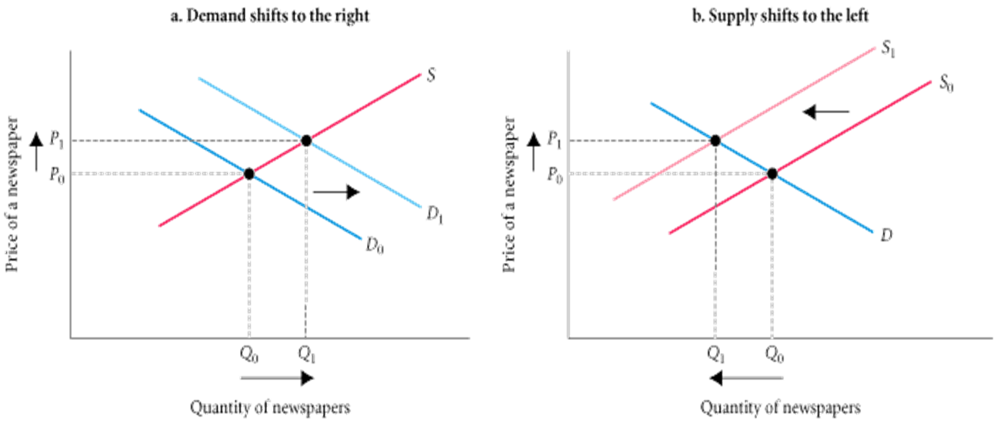 a. Demand shifts to the right
Price of a newspaper
P₁
P₀
S
D₁
D₀
Q₀ Q₁
Quantity of newspapers
b. Supply shifts to the left
Price of a newspaper
P₁
P₀
S₁
S₀
D
Q₁ Q₀
Quantity of newspapers